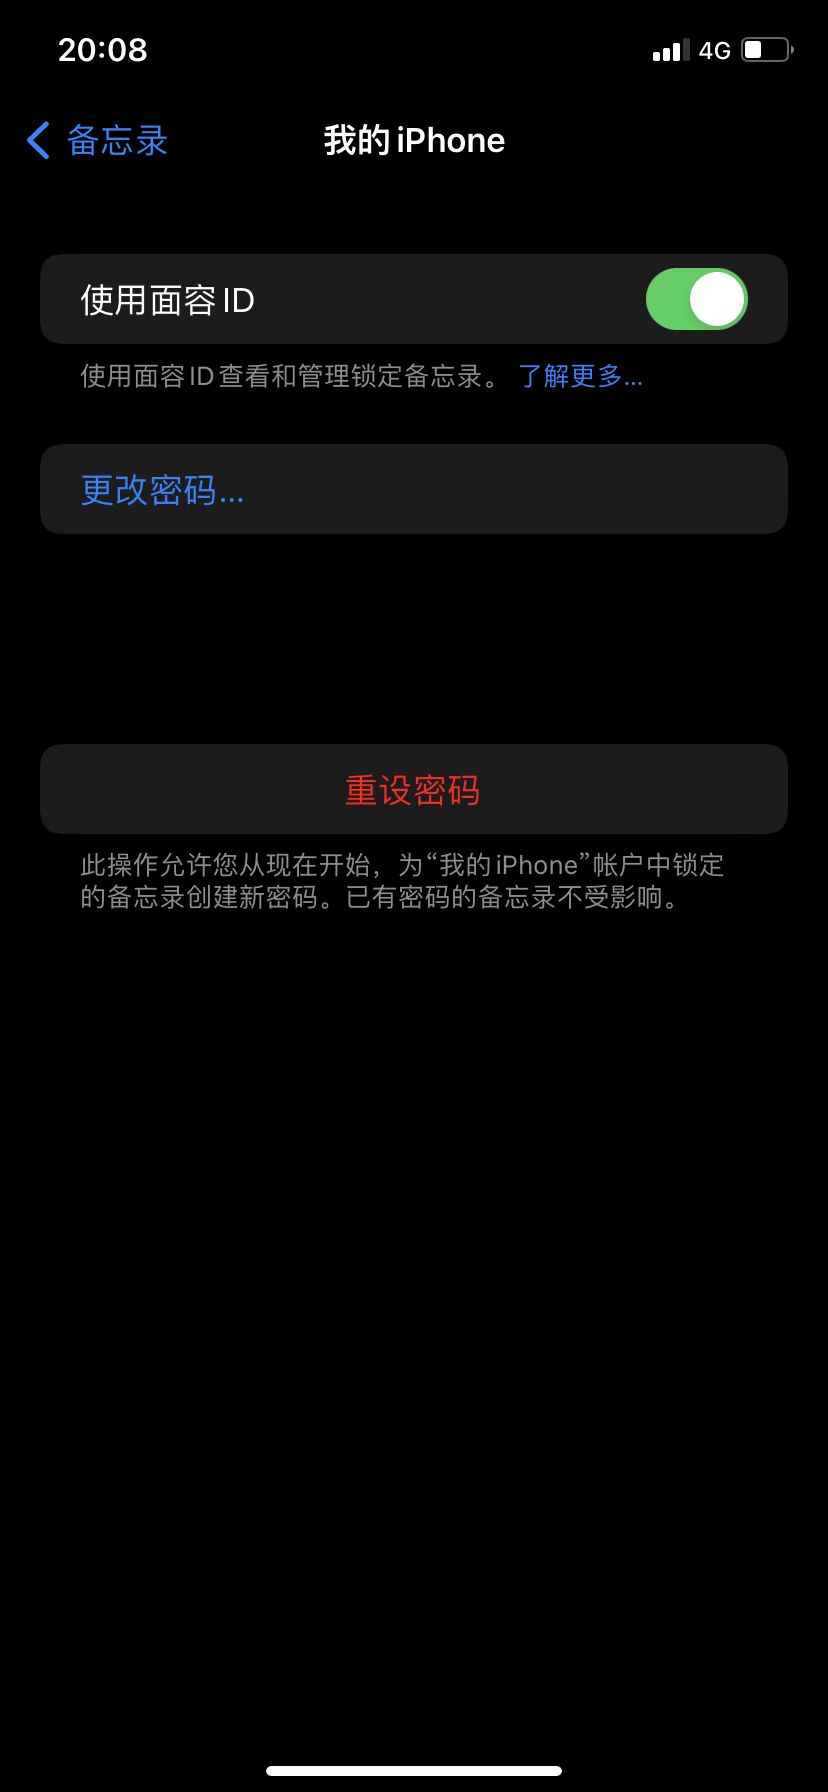 20:08 4G
备忘录 我的 iPhone
使用面容 ID
使用面容 ID 查看和管理锁定备忘录。 了解更多...
更改密码...
重设密码
此操作允许您从现在开始，为“我的 iPhone”帐户中锁定
的备忘录创建新密码。已有密码的备忘录不受影响。